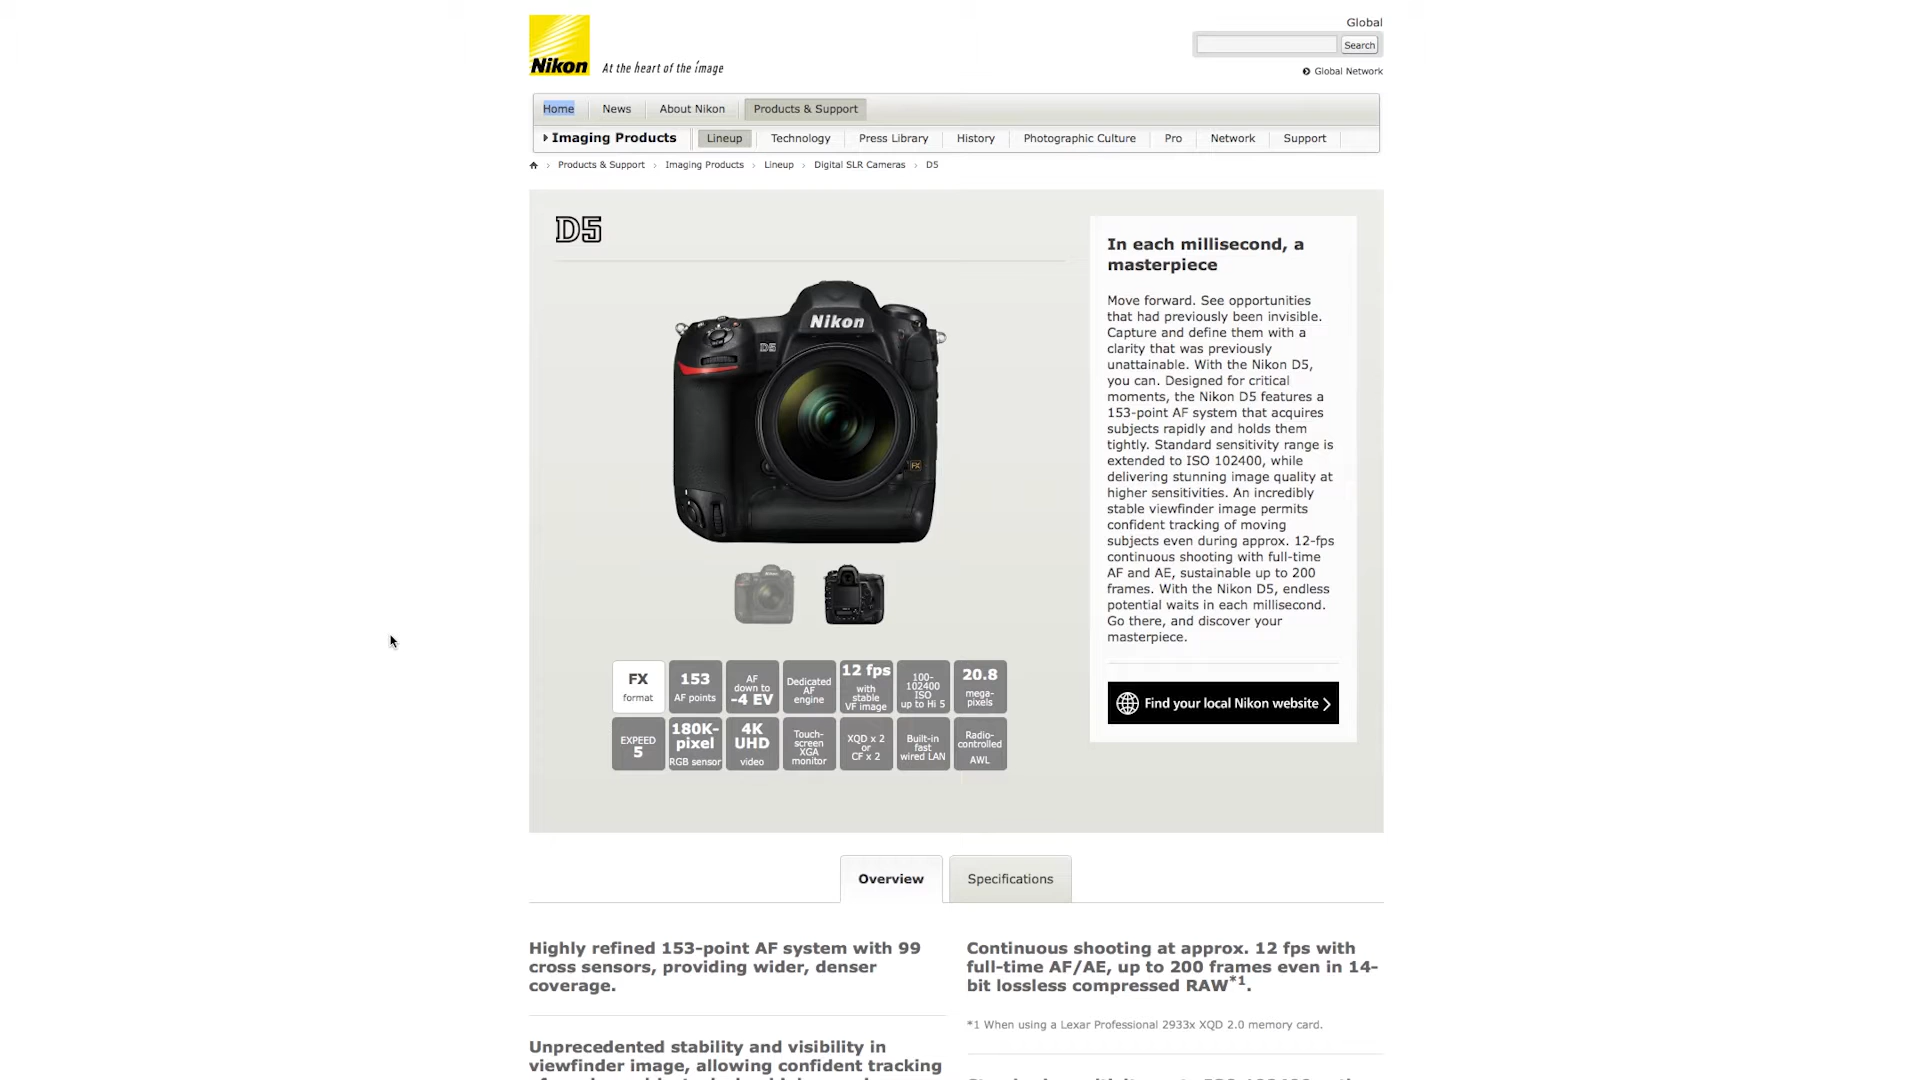 Nikon
At the heart of the image
Global
Search
Global Network
Home
News
About Nikon
Products & Support
Imaging Products
Lineup
Technology
Press Library
History
Photographic Culture
Pro
Network
Support
Products & Support › Imaging Products › Lineup › Digital SLR Cameras › D5
D5
Nikon
D5
FX
FX
format
153
AF points
AF
down to
-4 EV
Dedicated
AF
engine
12 fps
with
stable
VF image
100-
102400
ISO
up to Hi 5
20.8
mega-
pixels
EXPEED
5
180K-
pixel
RGB sensor
4K
UHD
video
Touch-
screen
XGA
monitor
XQD x 2
or
CF x 2
Built-in
fast
wired LAN
Radio-
controlled
AWL
In each millisecond, a
masterpiece
Move forward. See opportunities
that had previously been invisible.
Capture and define them with a
clarity that was previously
unattainable. With the Nikon D5,
you can. Designed for critical
moments, the Nikon D5 features a
153-point AF system that acquires
subjects rapidly and holds them
tightly. Standard sensitivity range is
extended to ISO 102400, while
delivering stunning image quality at
higher sensitivities. An incredibly
stable viewfinder image permits
confident tracking of moving
subjects even during approx. 12-fps
continuous shooting with full-time
AF and AE, sustainable up to 200
frames. With the Nikon D5, endless
potential waits in each millisecond.
Go there, and discover your
masterpiece.
Find your local Nikon website
Overview
Specifications
Highly refined 153-point AF system with 99
cross sensors, providing wider, denser
coverage.
Unprecedented stability and visibility in
viewfinder image, allowing confident tracking
Continuous shooting at approx. 12 fps with
full-time AF/AE, up to 200 frames even in 14-
bit lossless compressed RAW*1.
*1 When using a Lexar Professional 2933x XQD 2.0 memory card.